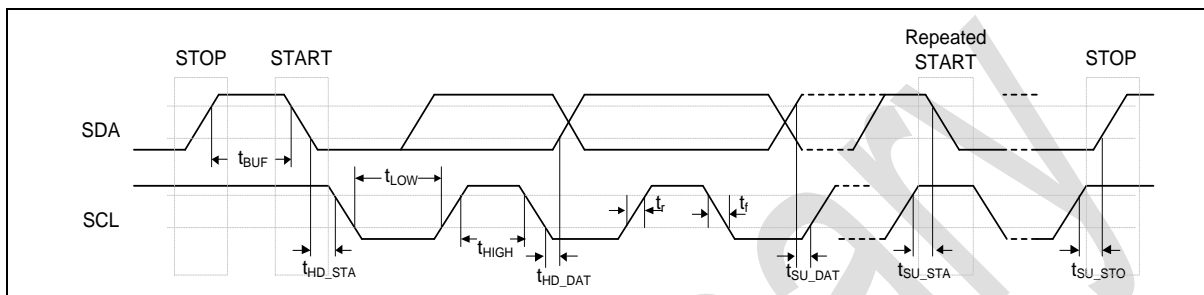 STOP START Repeated START STOP
SDA
tBUF
tLOW
SCL
tr tf
tHD_STA tHIGH tHD_DAT tSU_DAT tSU_STA tSU_STO